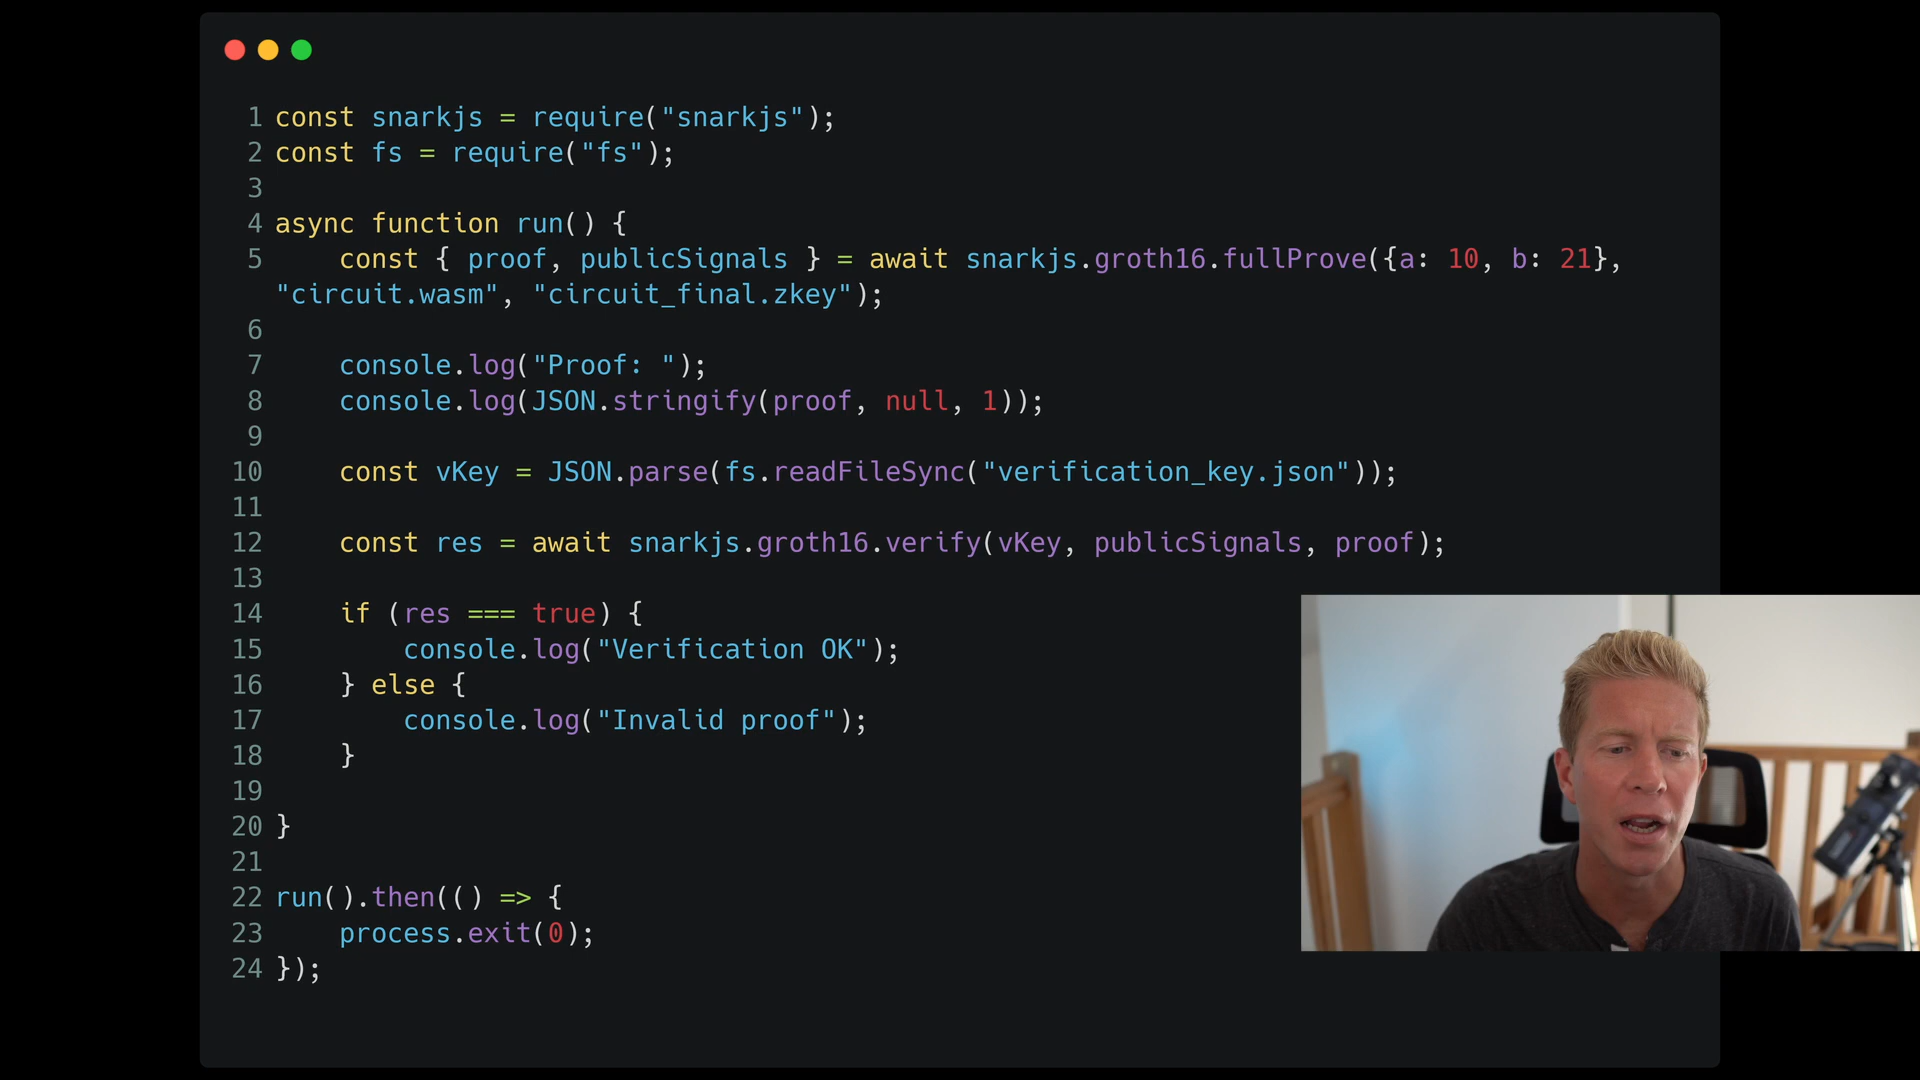 1 const snarkjs = require("snarkjs");
2 const fs = require("fs");
3
4 async function run() {
5     const { proof, publicSignals } = await snarkjs.groth16.fullProve({a: 10, b: 21},
"circuit.wasm", "circuit_final.zkey");
6
7     console.log("Proof: ");
8     console.log(JSON.stringify(proof, null, 1));
9
10     const vKey = JSON.parse(fs.readFileSync("verification_key.json"));
11
12     const res = await snarkjs.groth16.verify(vKey, publicSignals, proof);
13
14     if (res === true) {
15         console.log("Verification OK");
16     } else {
17         console.log("Invalid proof");
18     }
19
20 }
21
22 run().then(() => {
23     process.exit(0);
24 });